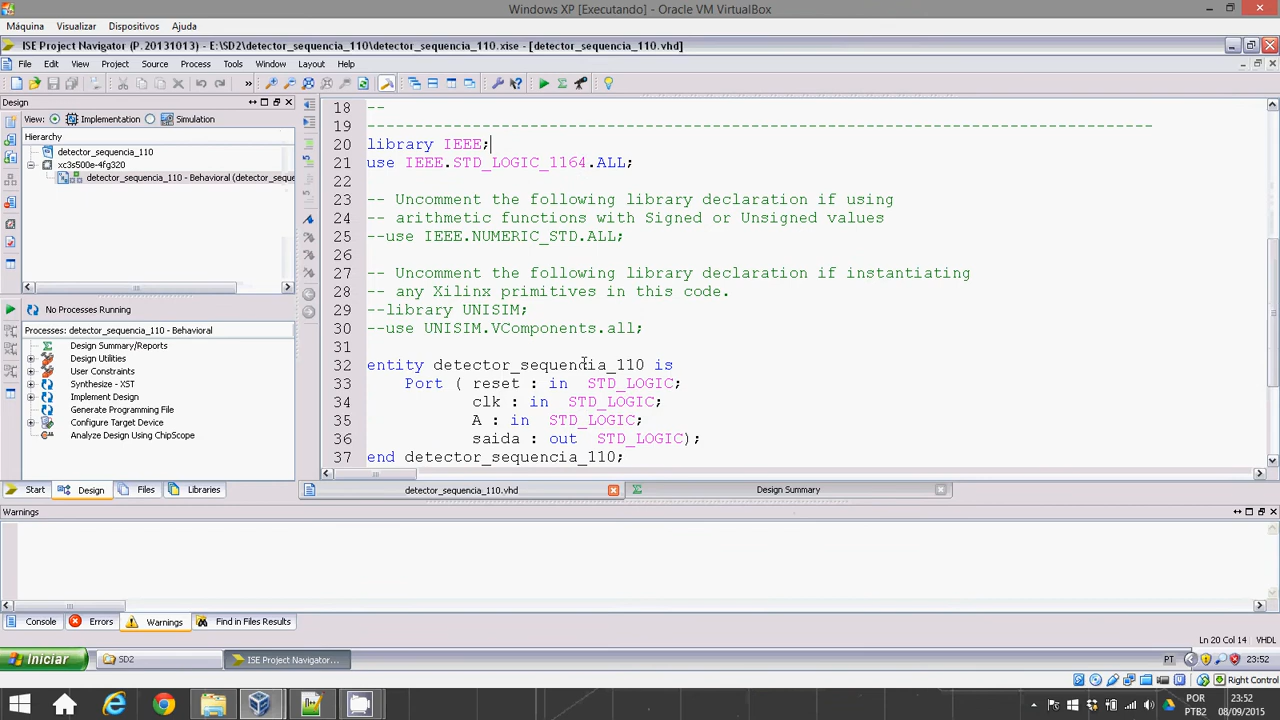 Windows XP [Executando] - Oracle VM VirtualBox
Máquina Visualizar Dispositivos Ajuda
ISE Project Navigator (P.20131013) - E:\SD2\detector_sequencia_110\detector_sequencia_110.xise - [detector_sequencia_110.vhd]
File Edit View Project Source Process Tools Window Layout Help
Design
View: Implementation Simulation
Hierarchy
detector_sequencia_110
xc3s500e-4fg320
detector_sequencia_110 - Behavioral (detector_seque
No Processes Running
Processes: detector_sequencia_110 - Behavioral
Design Summary/Reports
Design Utilities
User Constraints
Synthesize - XST
Implement Design
Generate Programming File
Configure Target Device
Analyze Design Using ChipScope
Start Design Files Libraries
18 --
19 ----------------------------------------------------------------------------------
20 library IEEE;
21 use IEEE.STD_LOGIC_1164.ALL;
22
23 -- Uncomment the following library declaration if using
24 -- arithmetic functions with Signed or Unsigned values
25 --use IEEE.NUMERIC_STD.ALL;
26
27 -- Uncomment the following library declaration if instantiating
28 -- any Xilinx primitives in this code.
29 --library UNISIM;
30 --use UNISIM.VComponents.all;
31
32 entity detector_sequencia_110 is
33 Port ( reset : in STD_LOGIC;
34 clk : in STD_LOGIC;
35 A : in STD_LOGIC;
36 saida : out STD_LOGIC);
37 end detector_sequencia_110;
detector_sequencia_110.vhd Design Summary
Warnings
Console Errors Warnings Find in Files Results
Ln 20 Col 14 VHDL
Iniciar SD2 ISE Project Navigator... PT 23:52
Right Control
POR 23:52
PTB2 08/09/2015